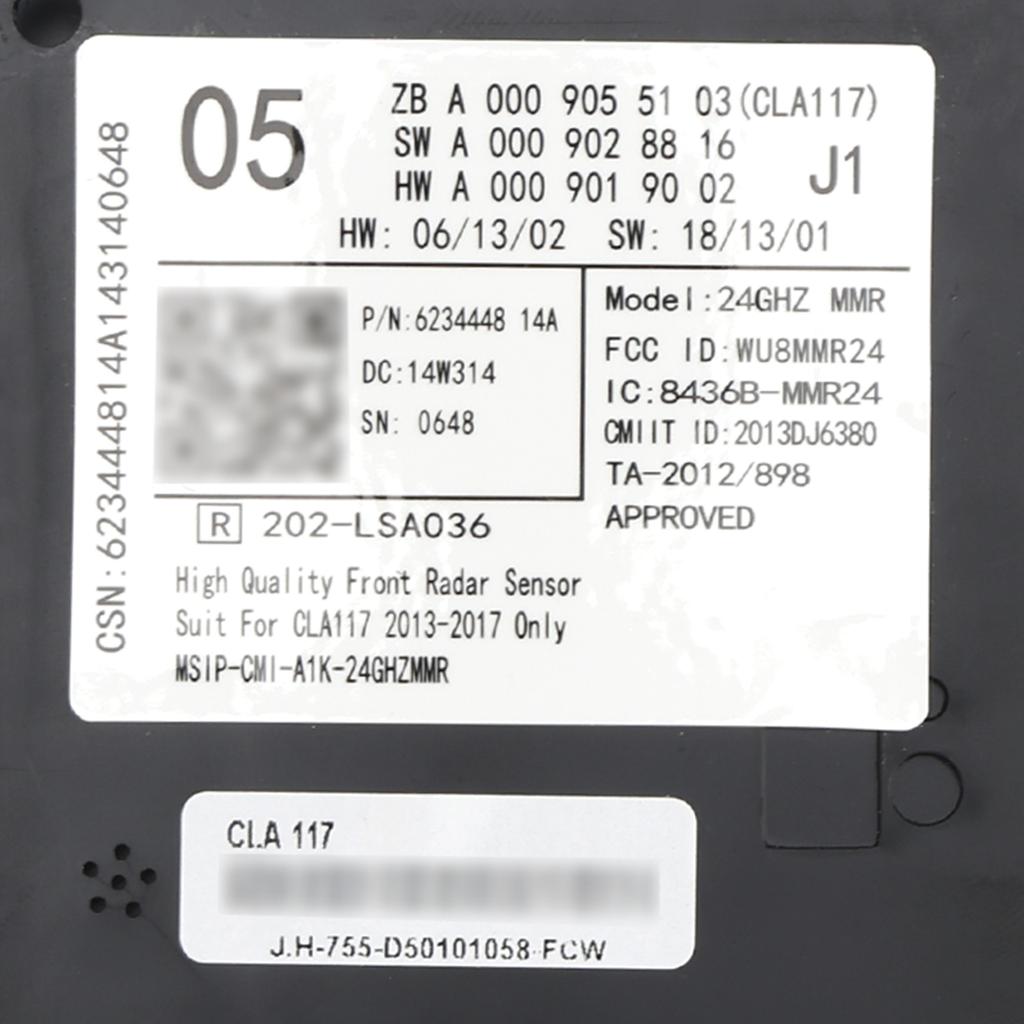 05
ZB A 000 905 51 03(CLA117)
SW A 000 902 88 16
HW A 000 901 90 02
J1
HW: 06/13/02 SW: 18/13/01
CSN:6234448​14A143140648
P/N:6234448 14A
DC:14W314
SN: 0648
Model:24GHZ MMR
FCC ID:WU8MMR24
IC:8436B-MMR24
CMIIT ID:2013DJ6380
TA-2012/898
APPROVED
R 202-LSA036
High Quality Front Radar Sensor
Suit For CLA117 2013-2017 Only
MSIP-CMI-A1K-24GHZMMR
CLA 117
J.H-755-D50101058-FCW